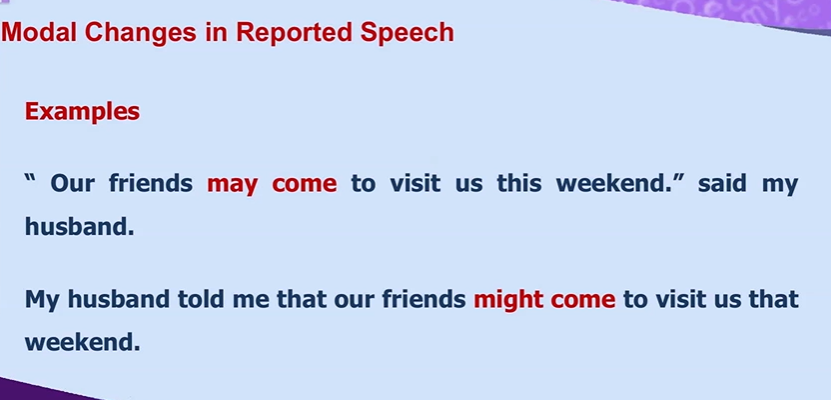 Modal Changes in Reported Speech
Examples
“ Our friends may come to visit us this weekend.” said my
husband.
My husband told me that our friends might come to visit us that
weekend.